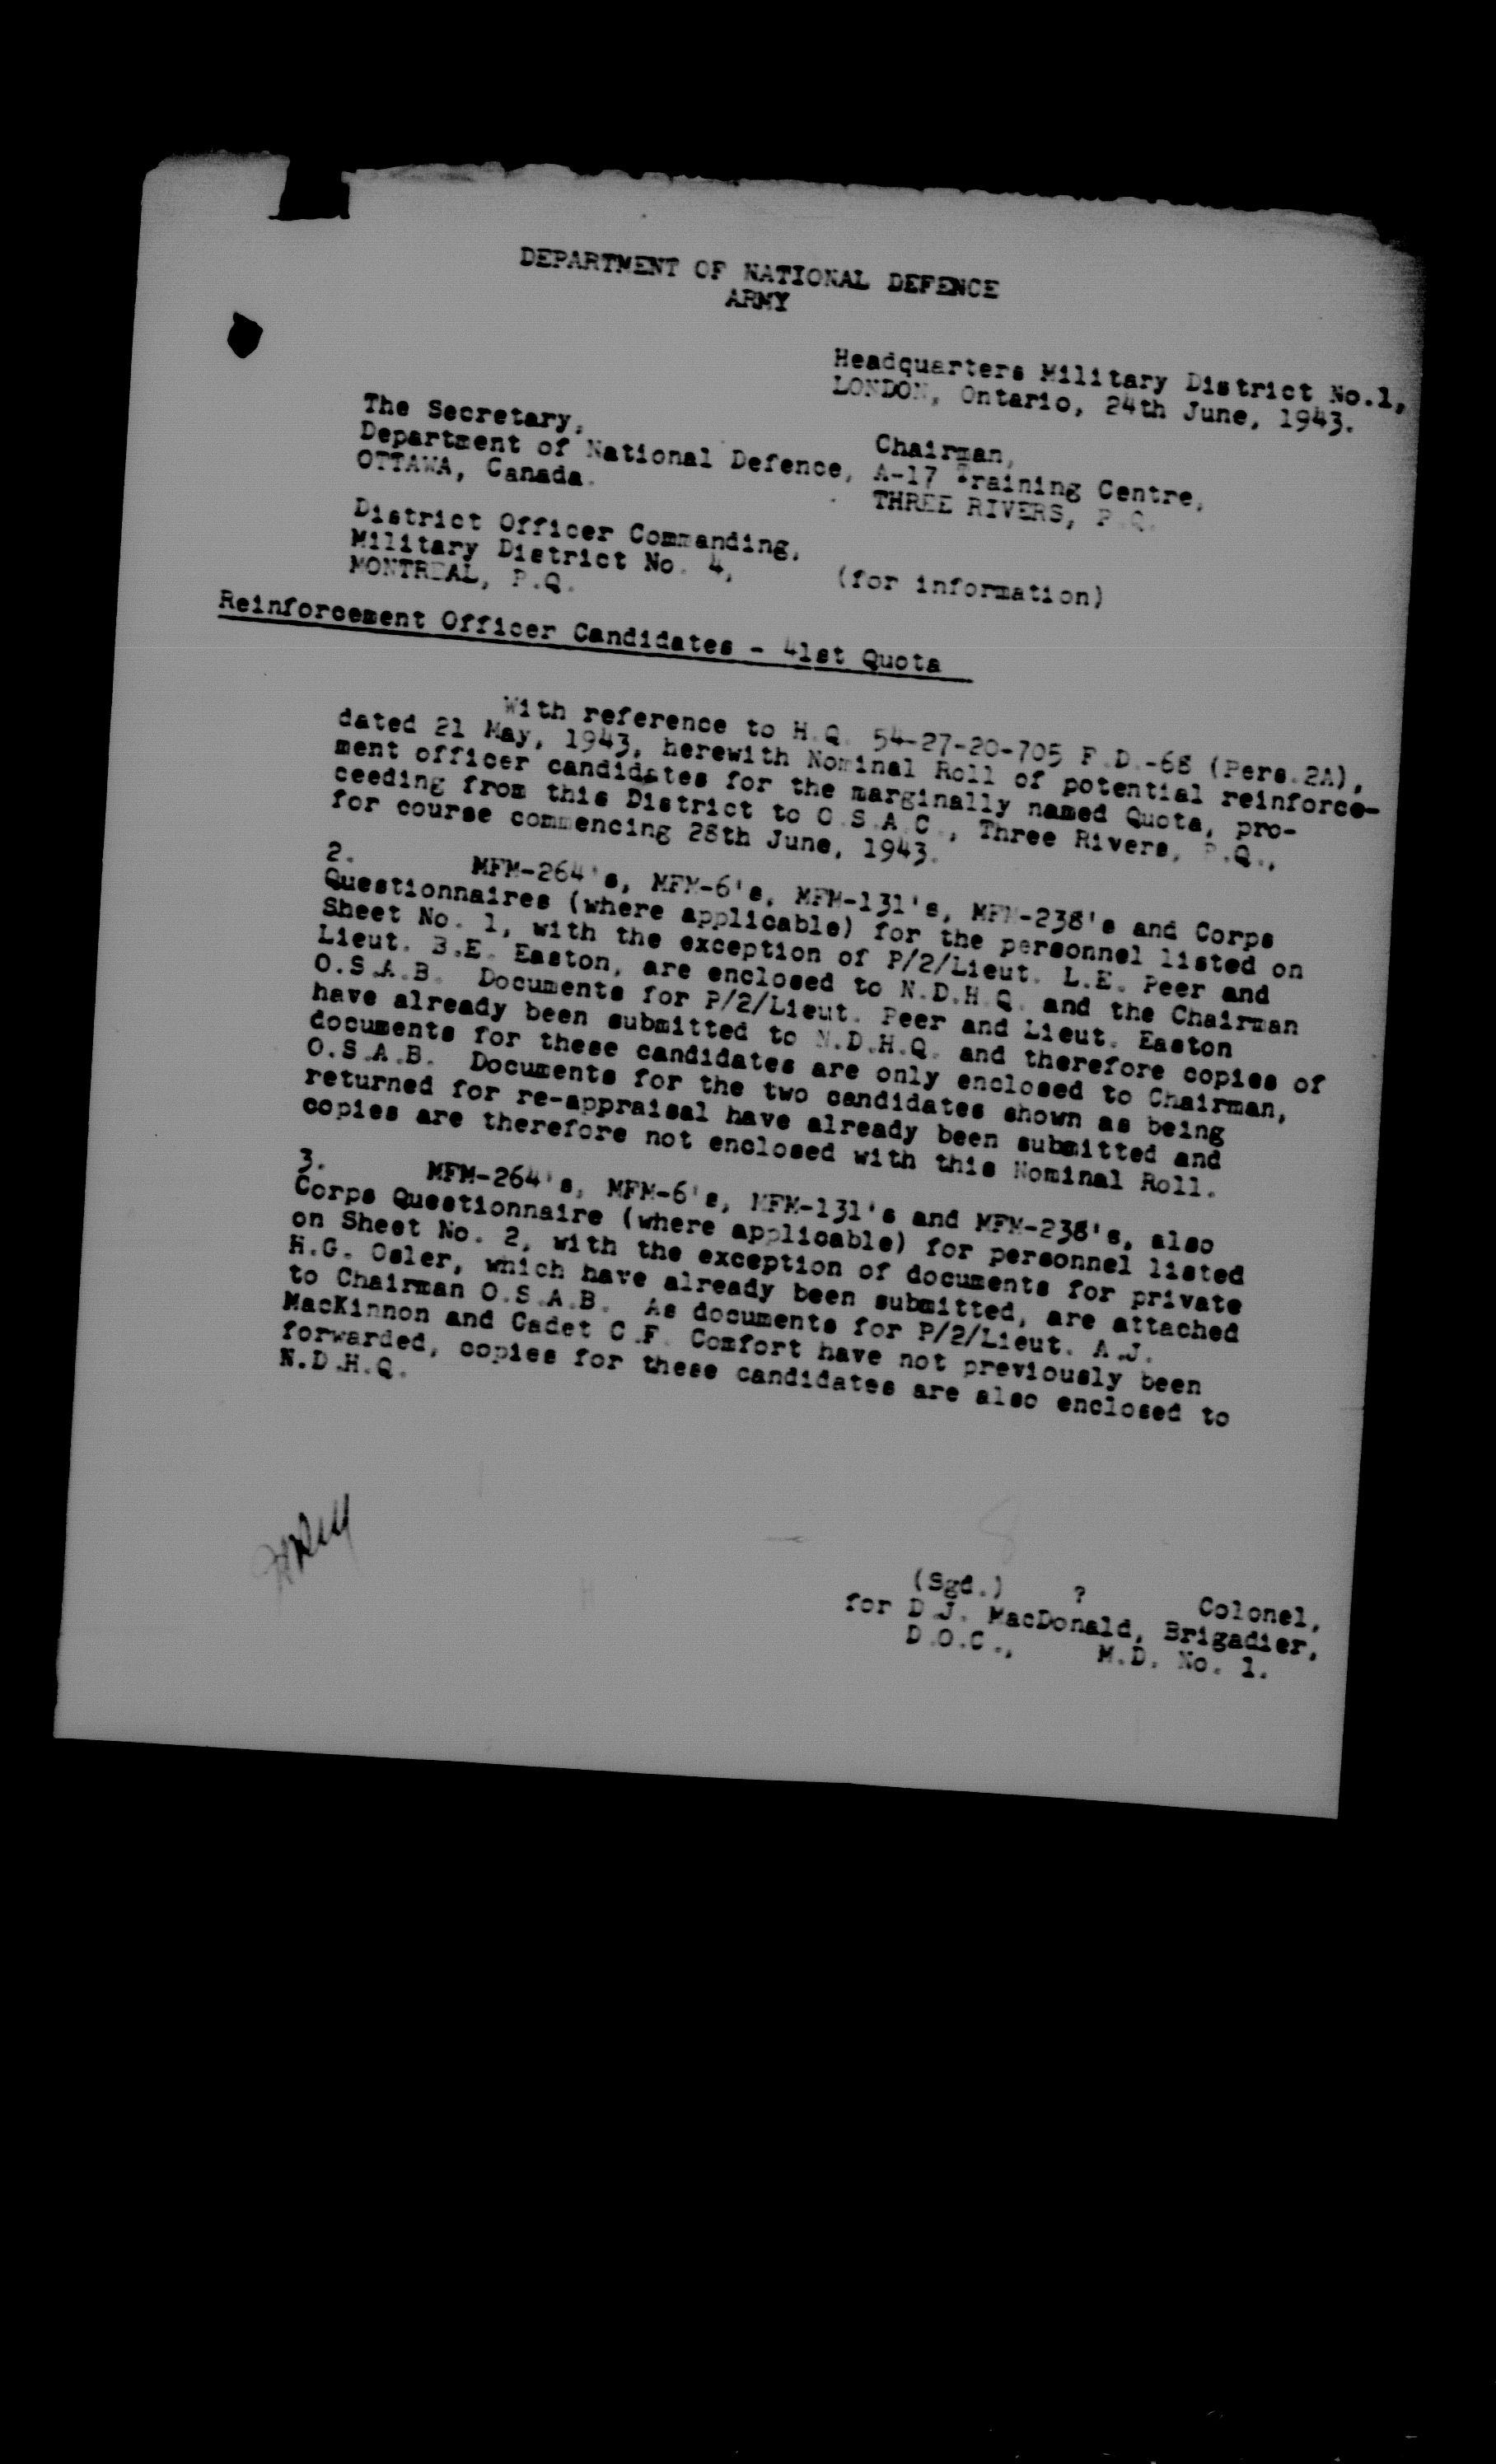 DEPARTMENT OF NATIONAL DEFENCE
ARMY
Headquarters Military District No.1,
LONDON, Ontario, 24th June, 1943.
The Secretary,
Department of National Defence,
OTTAWA, Canada.
Chairman,
A-17 Training Centre,
THREE RIVERS, P.Q.
District Officer Commanding,
Military District No. 4,
MONTREAL, P.Q.
(for information)
Reinforcement Officer Candidates - 41st Quota
With reference to H.Q. 54-27-20-705 F.D.-68 (Pers.2A),
dated 21 May, 1943, herewith Nominal Roll of potential reinforce-
ment officer candidates for the marginally named Quota, pro-
ceeding from this District to O.S.A.C., Three Rivers, P.Q.,
for course commencing 28th June, 1943.
2. MFM-264's, MFM-6's, MFM-131's, MFM-238's and Corps
Questionnaires (where applicable) for the personnel listed on
Sheet No. 1, with the exception of P/2/Lieut. L.E. Peer and
Lieut. B.E. Easton, are enclosed to N.D.H.Q. and the Chairman
O.S.A.B. Documents for P/2/Lieut. Peer and Lieut. Easton
have already been submitted to N.D.H.Q. and therefore copies of
documents for these candidates are only enclosed to Chairman,
O.S.A.B. Documents for the two candidates shown as being
returned for re-appraisal have already been submitted and
copies are therefore not enclosed with this Nominal Roll.
3. MFM-264's, MFM-6's, MFM-131's and MFM-238's, also
Corps Questionnaire (where applicable) for personnel listed
on Sheet No. 2, with the exception of documents for private
H.G. Osler, which have already been submitted, are attached
to Chairman O.S.A.B. As documents for P/2/Lieut. A.J.
MacKinnon and Cadet C.F. Comfort have not previously been
forwarded, copies for these candidates are also enclosed to
N.D.H.Q.
(Sgd.) ? Colonel,
for D.J. MacDonald, Brigadier,
D.O.C., M.D. No. 1.